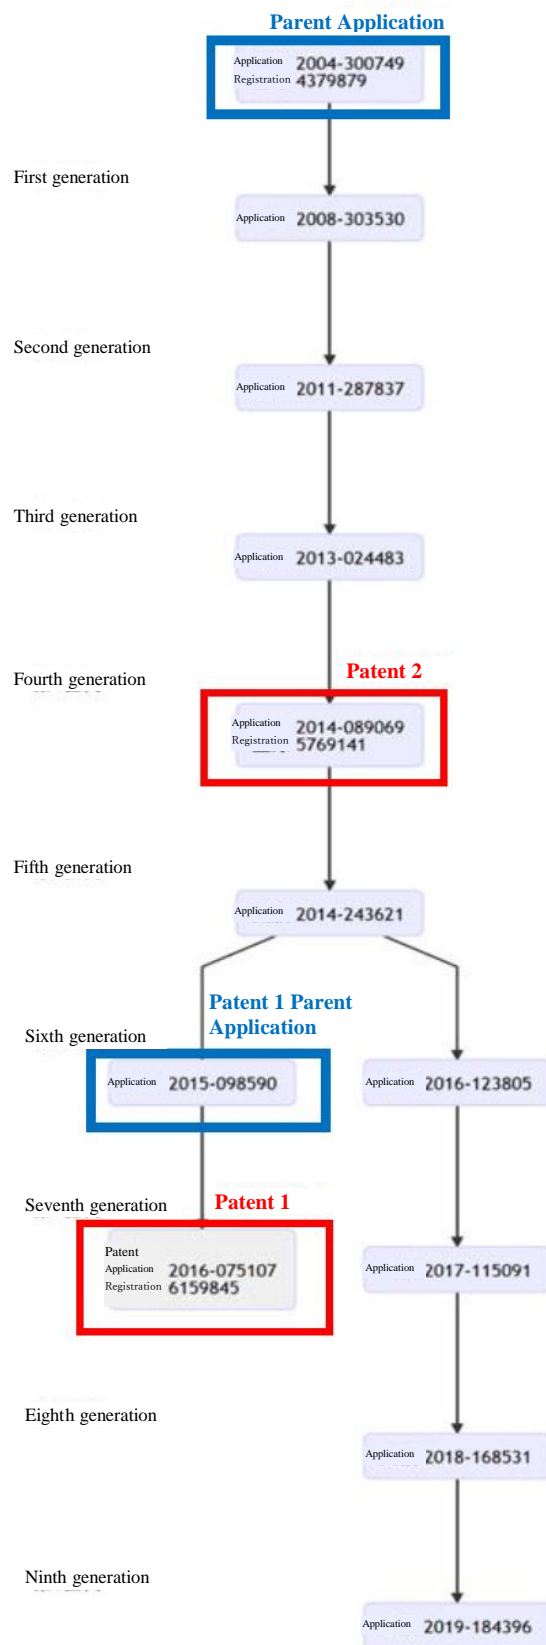 Parent Application
Application 2004-300749
Registration 4379879
First generation
Application 2008-303530
Second generation
Application 2011-287837
Third generation
Application 2013-024483
Fourth generation
Patent 2
Application 2014-089069
Registration 5769141
Fifth generation
Application 2014-243621
Patent 1 Parent
Application
Sixth generation
Application 2015-098590
Application 2016-123805
Seventh generation
Patent 1
Patent
Application 2016-075107
Registration 6159845
Application 2017-115091
Eighth generation
Application 2018-168531
Ninth generation
Application 2019-184396